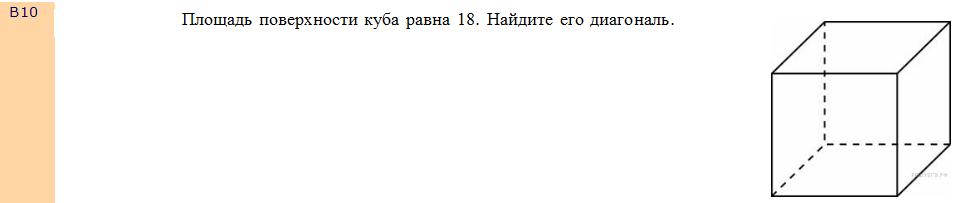 B10
Площадь поверхности куба равна 18. Найдите его диагональ.